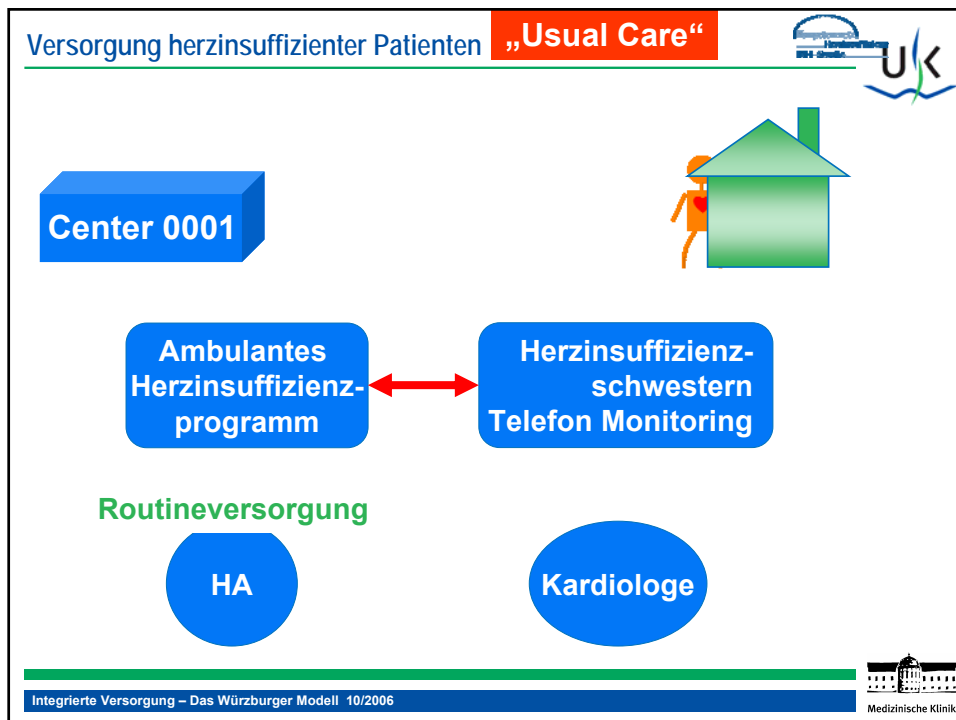 Versorgung herzinsuffizienter Patienten
„Usual Care“
UK
Center 0001
Ambulantes
Herzinsuffizienz-
programm
Herzinsuffizienz-
schwestern
Telefon Monitoring
Routineversorgung
HA
Kardiologe
Integrierte Versorgung – Das Würzburger Modell 10/2006
Medizinische Klinik